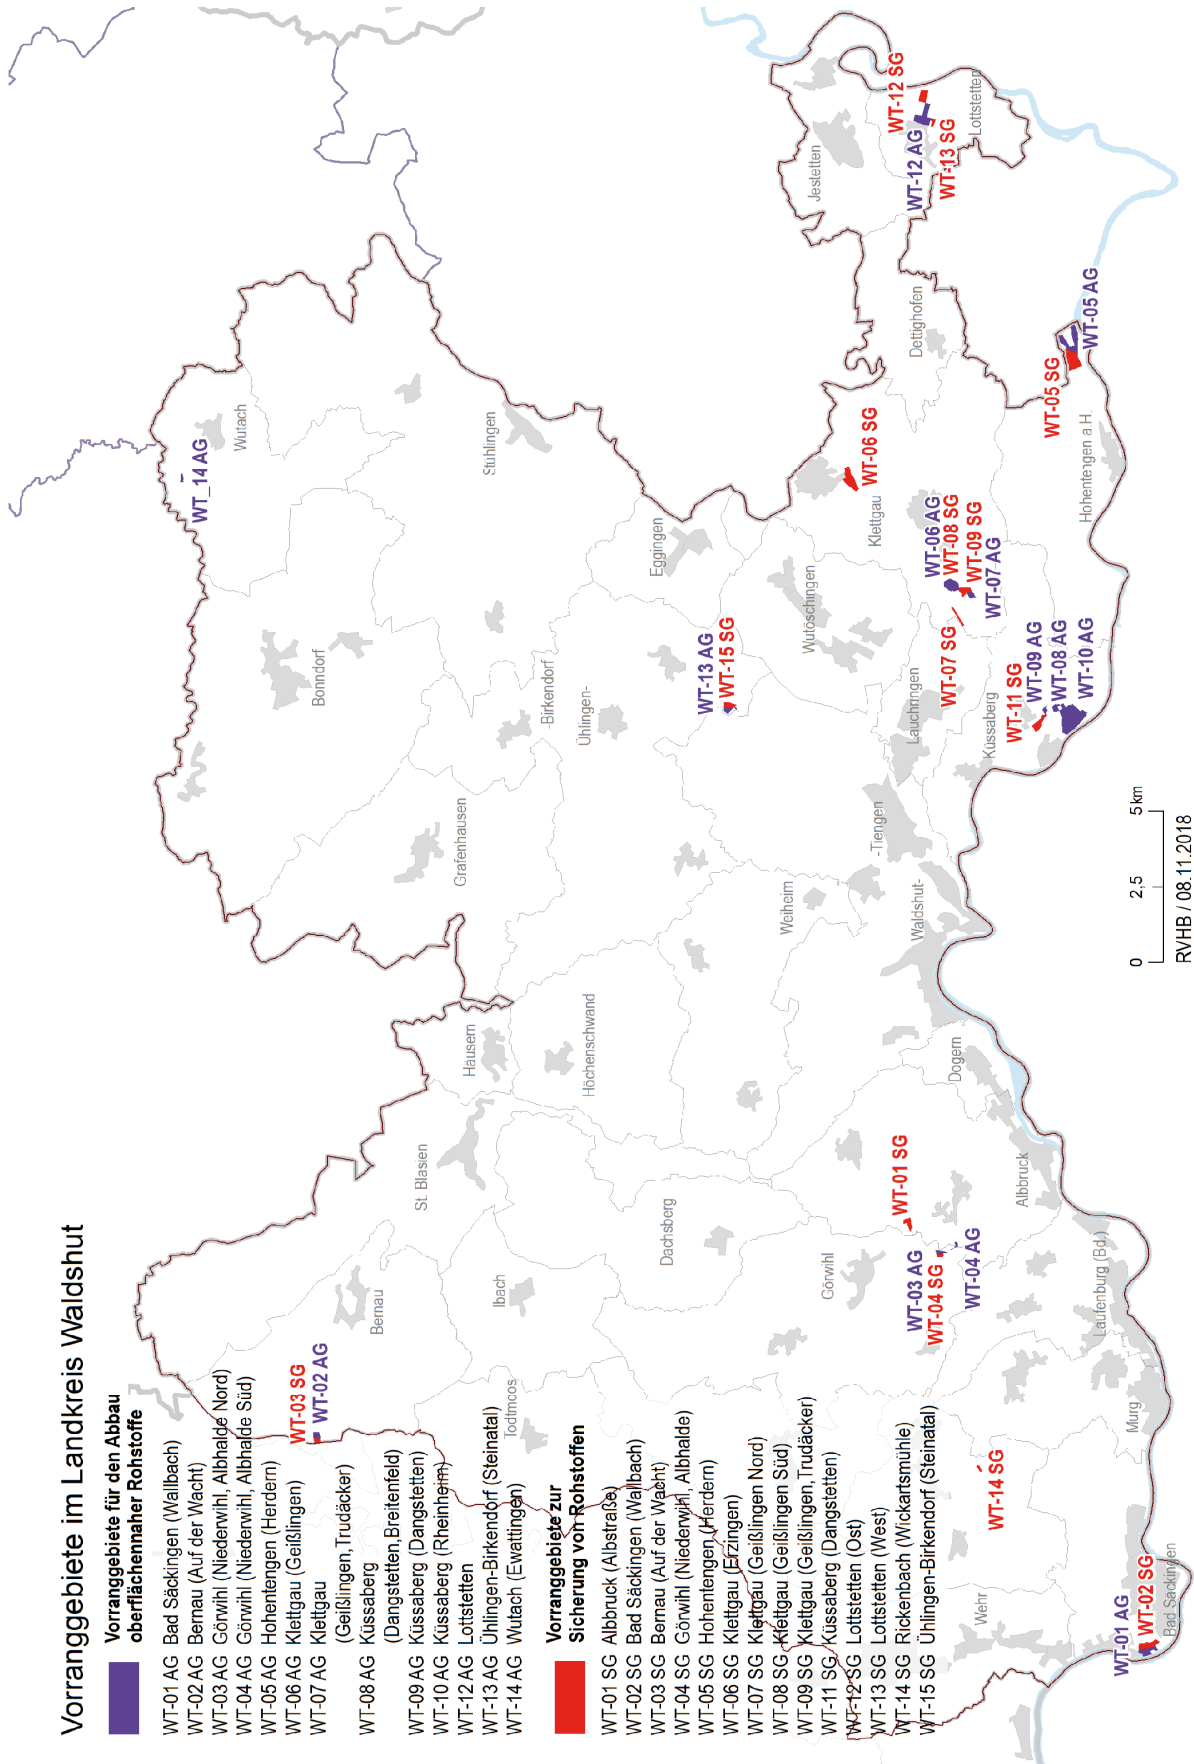 Vorranggebiete im Landkreis Waldshut
Vorranggebiete für den Abbau
oberflächennaher Rohstoffe
WT-01 AG Bad Säckingen (Wallbach)
WT-02 AG Bernau (Auf der Wacht)
WT-03 AG Görwihl (Niederwihl, Albhalde Nord)
WT-04 AG Görwihl (Niederwihl, Albhalde Süd)
WT-05 AG Hohentengen (Herdern)
WT-06 AG Klettgau (Geißlingen)
WT-07 AG Klettgau
(Geißlingen,Trudäcker)
WT-08 AG Küssaberg
(Dangstetten,Breitenfeld)
WT-09 AG Küssaberg (Dangstetten)
WT-10 AG Küssaberg (Rheinheim)
WT-12 AG Lottstetten
WT-13 AG Ühlingen-Birkendorf (Steinatal)
WT-14 AG Wutach (Ewattingen)
Vorranggebiete zur
Sicherung von Rohstoffen
WT-01 SG Albbruck (Albstraße)
WT-02 SG Bad Säckingen (Wallbach)
WT-03 SG Bernau (Auf der Wacht)
WT-04 SG Görwihl (Niederwihl, Albhalde)
WT-05 SG Hohentengen (Herdern)
WT-06 SG Klettgau (Erzingen)
WT-07 SG Klettgau (Geißlingen Nord)
WT-08 SG Klettgau (Geißlingen Süd)
WT-09 SG Klettgau (Geißlingen,Trudäcker)
WT-11 SG Küssaberg (Dangstetten)
WT-12 SG Lottstetten (Ost)
WT-13 SG Lottstetten (West)
WT-14 SG Rickenbach (Wickartsmühle)
WT-15 SG Ühlingen-Birkendorf (Steinatal)
WT_14 AG
Wutach
Bonndorf
Stühlingen
Grafenhausen
-Birkendorf
Ühlingen-
Eggingen
Häusern
Höchenschwand
St. Blasien
Bernau
WT-03 SG
WT-02 AG
Ibach
Todtmoos
Dachsberg
WT-13 AG
WT-15 SG
Weilheim
Wutöschingen
Klettgau
WT-06 SG
Jestetten
WT-12 SG
WT-12 AG
WT-13 SG
Lottstetten
Dettighofen
WT-05 SG
WT-05 AG
Hohentengen a.H.
WT-06 AG
WT-08 SG
WT-09 SG
WT-07 AG
WT-07 SG
Lauchringen
Küssaberg
WT-11 SG
WT-09 AG
WT-08 AG
WT-10 AG
-Tiengen
Waldshut-
Dogern
Albbruck
WT-01 SG
Görwihl
WT-03 AG
WT-04 SG
WT-04 AG
Laufenburg (Bd.)
Murg
WT-14 SG
Wehr
WT-01 AG
WT-02 SG
Bad Säckingen
0 2,5 5 km
RVHB / 08.11.2018